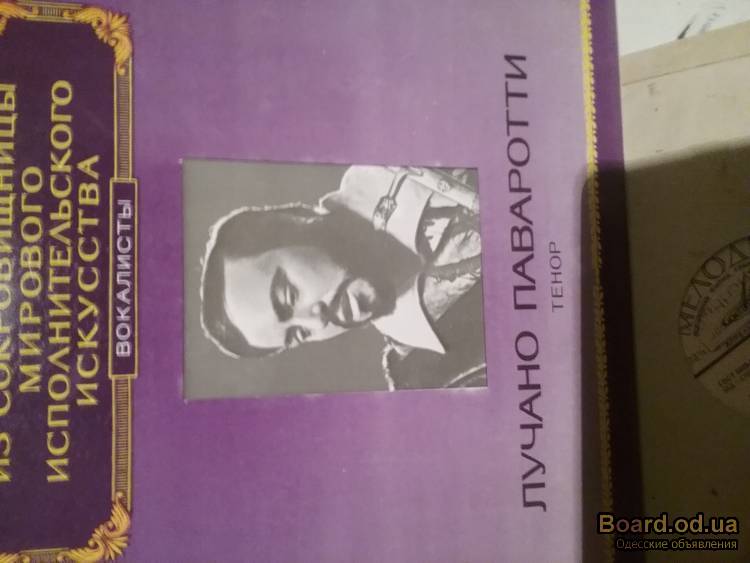 ИЗ СОКРОВИЩНИЦЫ
МИРОВОГО
ИСПОЛНИТЕЛЬСКОГО
ИСКУССТВА
ВОКАЛИСТЫ
ЛУЧАНО ПАВАРОТТИ
ТЕНОР
МЕЛОД
Board.od.ua
Одесские объявления